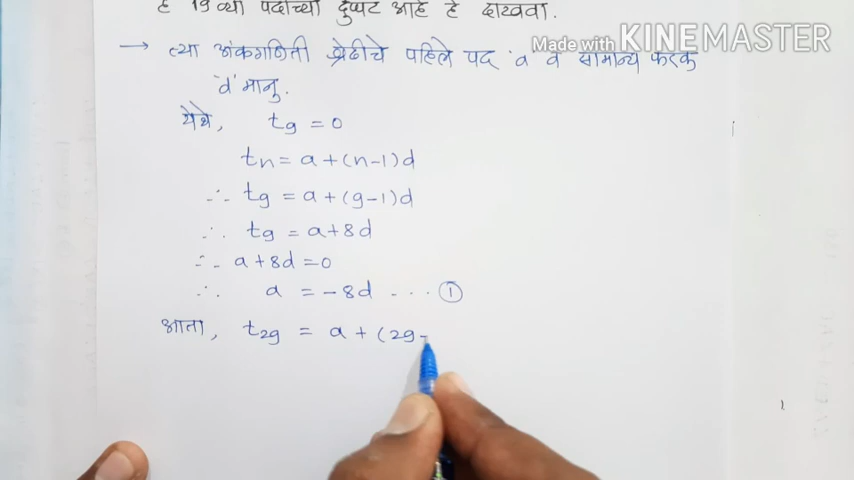 हे 19 व्या पदाच्या दुप्पट आहे हे दाखवा.
Made with KINEMASTER
→ त्या अंकगणिती श्रेढीचे पहिले पद 'a' व सामान्य फरक
'd' मानु.
येथे, t9 = 0
tn = a + (n-1)d
∴ t9 = a + (9-1)d
∴ t9 = a + 8d
∴ a + 8d = 0
∴ a = -8d ... ①
आता, t29 = a + (29-